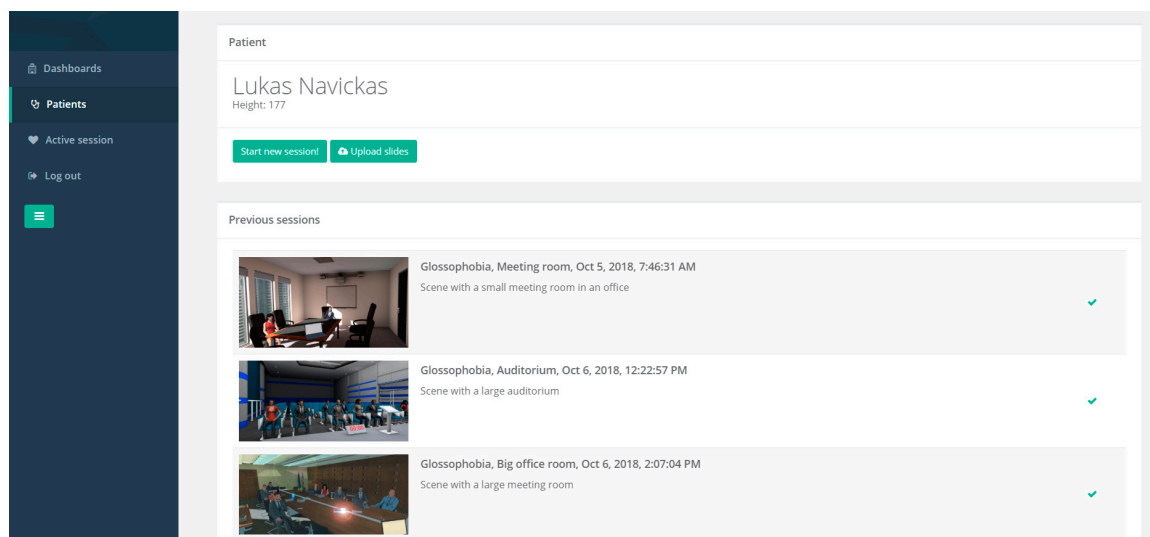 Dashboards
Patients
Active session
Log out
Patient
Lukas Navickas
Height: 177
Start new session!
Upload slides
Previous sessions
Glossophobia, Meeting room, Oct 5, 2018, 7:46:31 AM
Scene with a small meeting room in an office
Glossophobia, Auditorium, Oct 6, 2018, 12:22:57 PM
Scene with a large auditorium
Glossophobia, Big office room, Oct 6, 2018, 2:07:04 PM
Scene with a large meeting room